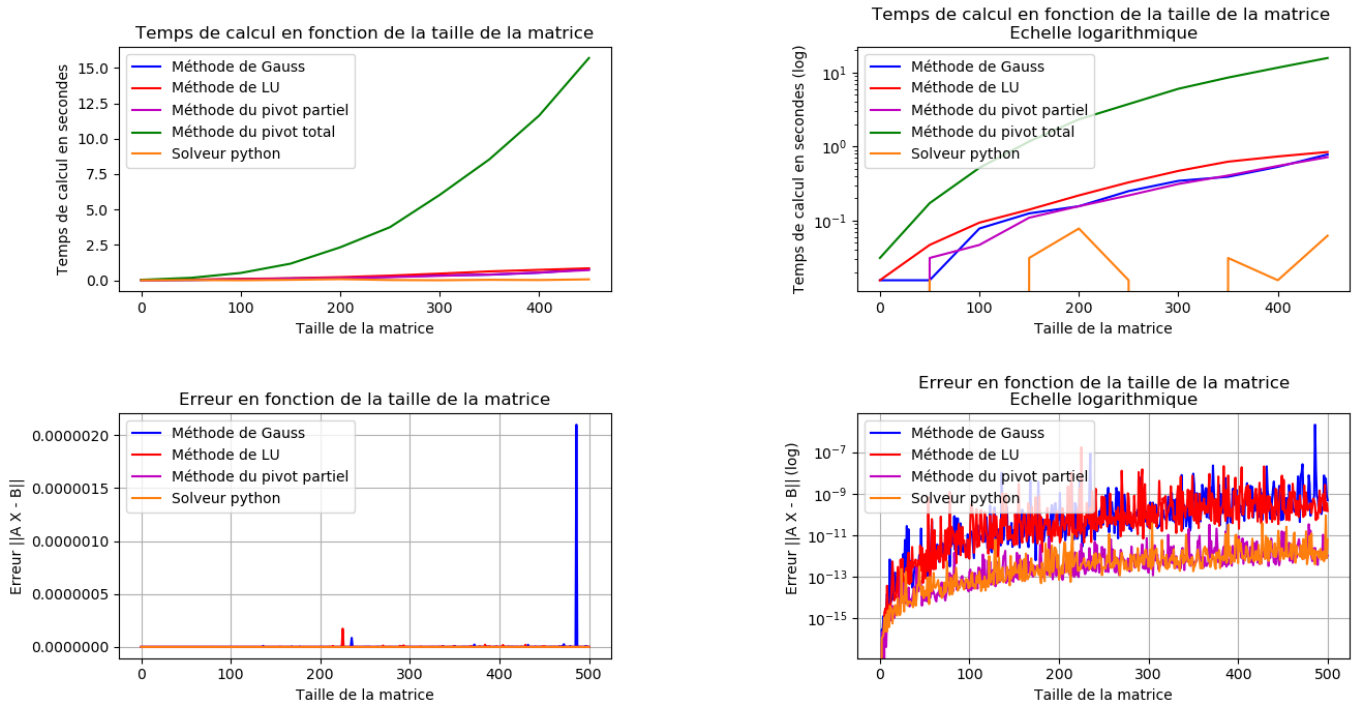 Temps de calcul en fonction de la taille de la matrice
Temps de calcul en secondes
15.0
12.5
10.0
7.5
5.0
2.5
0.0
Méthode de Gauss
Méthode de LU
Méthode du pivot partiel
Méthode du pivot total
Solveur python
0 100 200 300 400
Taille de la matrice
Temps de calcul en fonction de la taille de la matrice
Echelle logarithmique
Temps de calcul en secondes (log)
10^1
10^0
10^−1
Méthode de Gauss
Méthode de LU
Méthode du pivot partiel
Méthode du pivot total
Solveur python
0 100 200 300 400
Taille de la matrice
Erreur en fonction de la taille de la matrice
Erreur ||A X - B||
0.0000020
0.0000015
0.0000010
0.0000005
0.0000000
Méthode de Gauss
Méthode de LU
Méthode du pivot partiel
Solveur python
0 100 200 300 400 500
Taille de la matrice
Erreur en fonction de la taille de la matrice
Echelle logarithmique
Erreur ||A X - B|| (log)
10^−7
10^−9
10^−11
10^−13
10^−15
Méthode de Gauss
Méthode de LU
Méthode du pivot partiel
Solveur python
0 100 200 300 400 500
Taille de la matrice